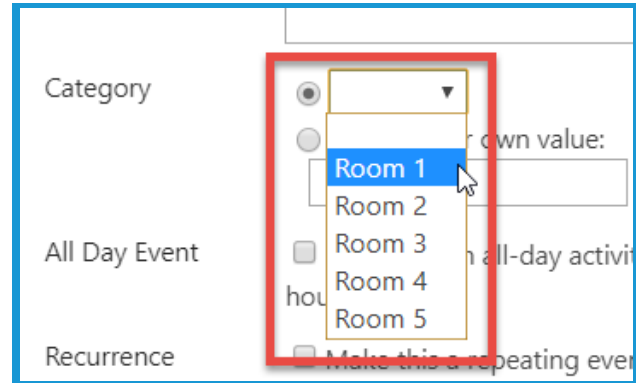 Category
r own value:
Room 1
Room 2
Room 3
All Day Event
all-day activit
Room 4
hou
Room 5
Recurrence
Make this a repeating ever